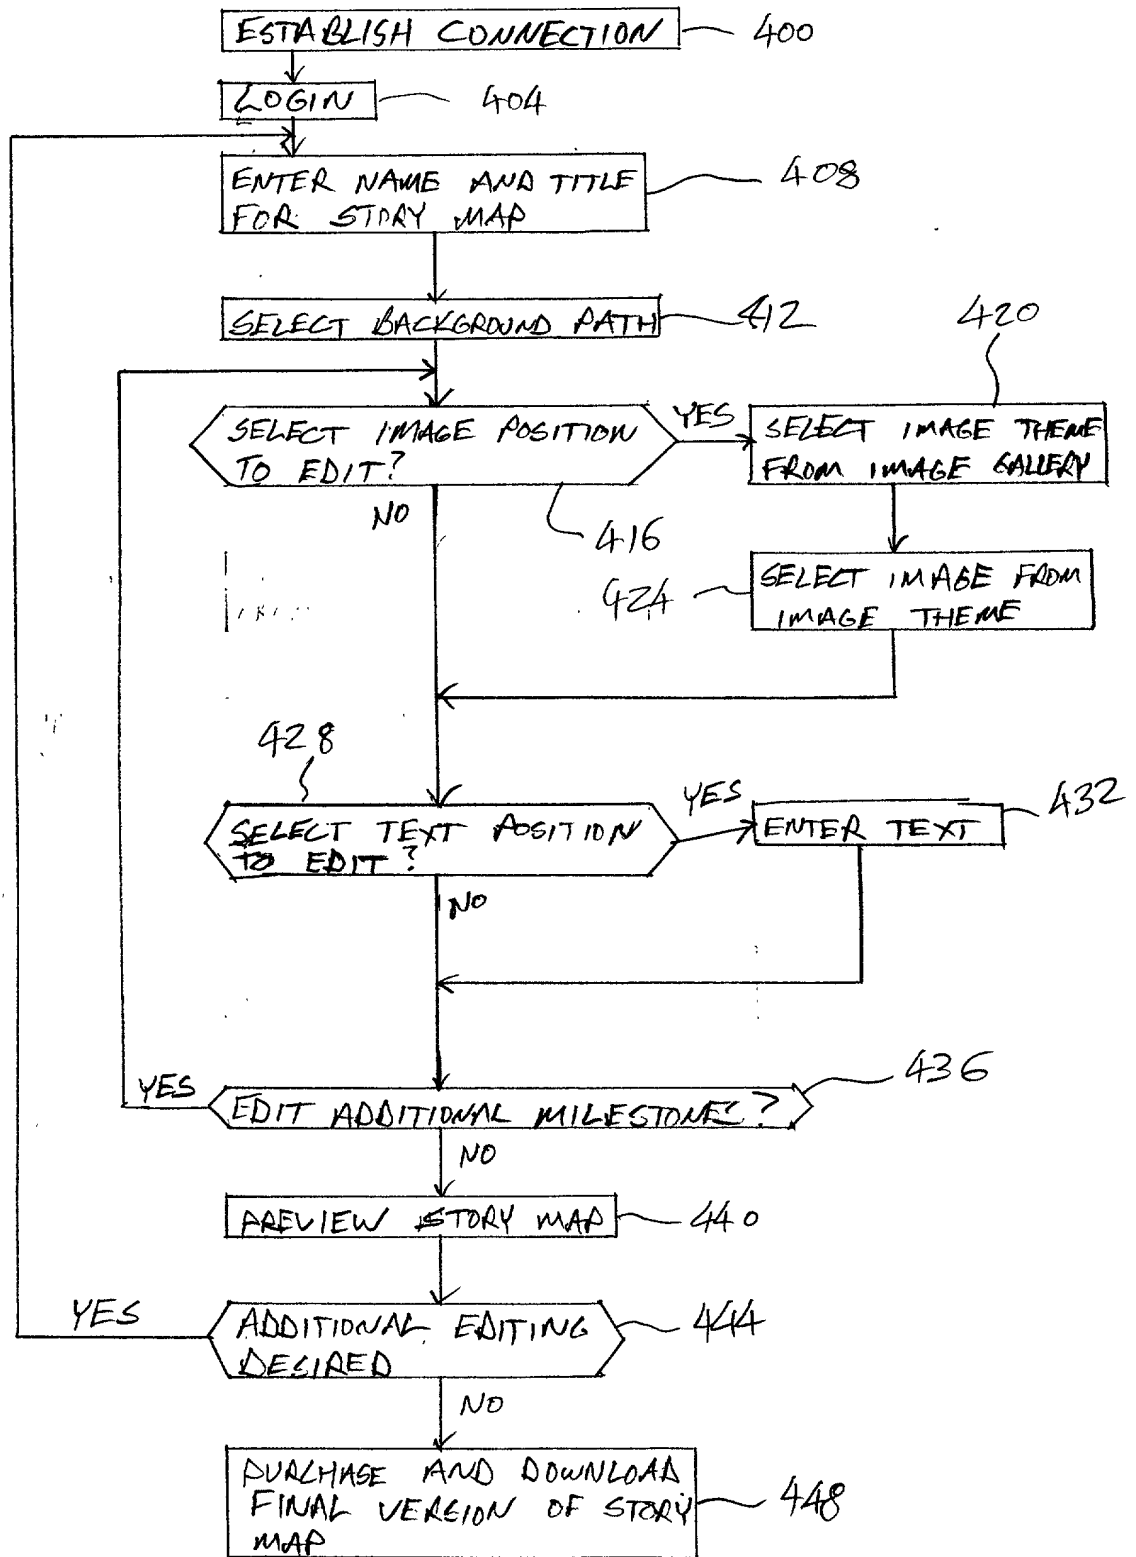 ESTABLISH CONNECTION
400
LOGIN
404
ENTER NAME AND TITLE
FOR STORY MAP
408
SELECT BACKGROUND PATH
412
420
SELECT IMAGE POSITION
TO EDIT?
YES
SELECT IMAGE THEME
FROM IMAGE GALLERY
NO
416
424
SELECT IMAGE FROM
IMAGE THEME
428
SELECT TEXT POSITION
TO EDIT?
YES
ENTER TEXT
432
NO
436
YES
EDIT ADDITIONAL MILESTONES?
NO
PREVIEW STORY MAP
440
YES
ADDITIONAL EDITING
DESIRED
444
NO
PURCHASE AND DOWNLOAD
FINAL VERSION OF STORY
MAP
448